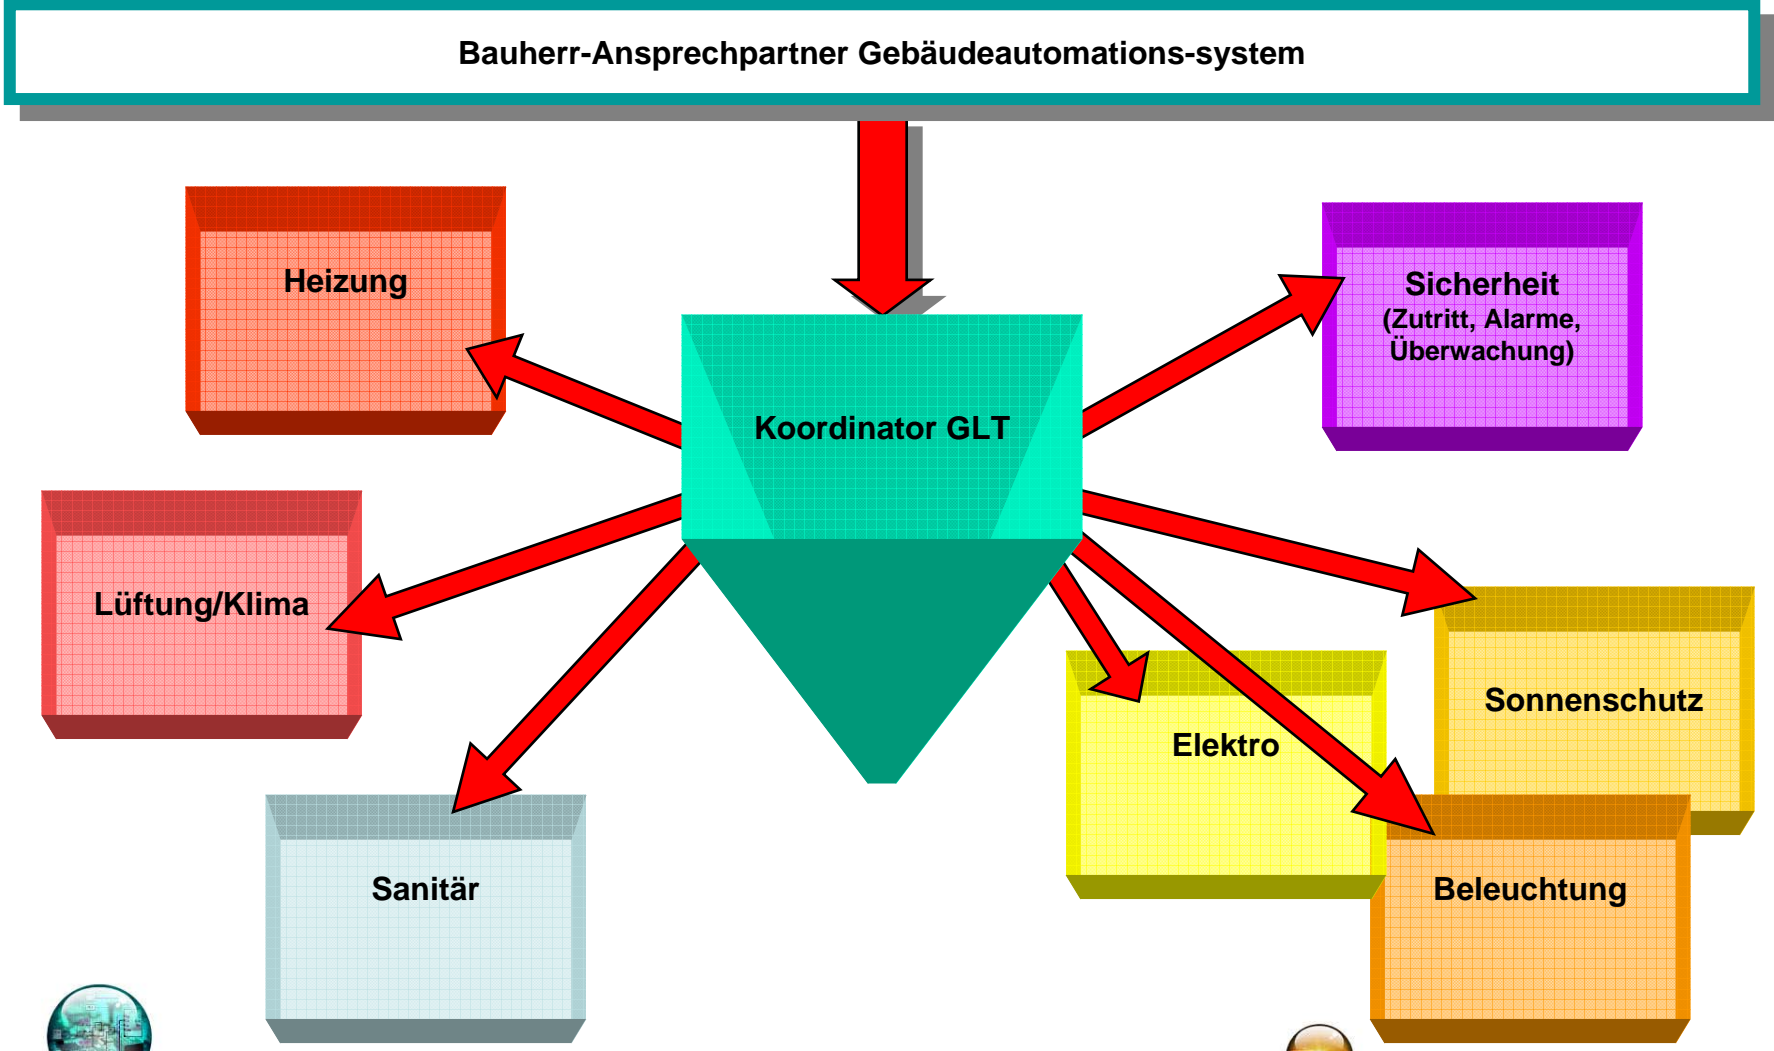 Bauherr-Ansprechpartner Gebäudeautomations-system
Heizung
Sicherheit
(Zutritt, Alarme,
Überwachung)
Koordinator GLT
Lüftung/Klima
Sonnenschutz
Elektro
Sanitär
Beleuchtung